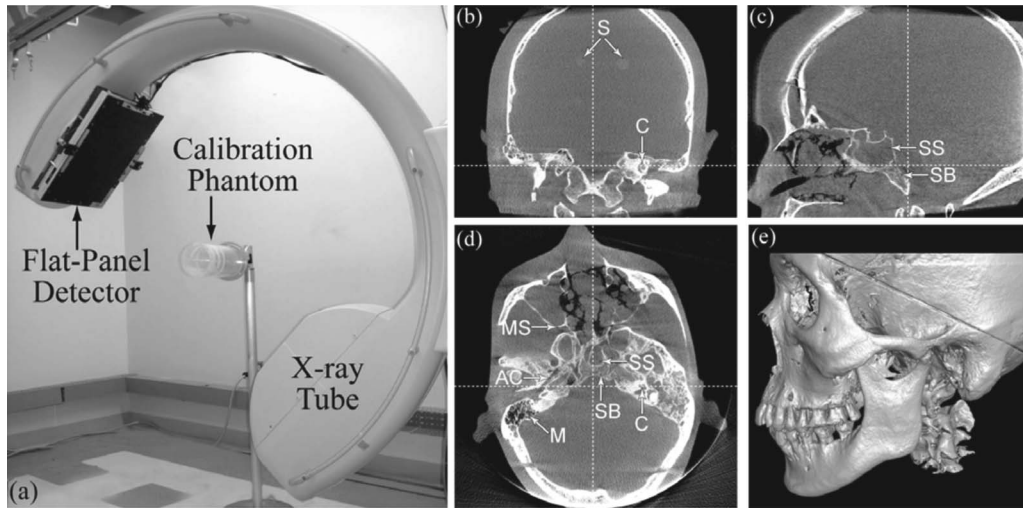 (a)
Calibration
Phantom
Flat-Panel
Detector
X-ray
Tube
(b)
S
C
(c)
SS
SB
(d)
MS
AC
SS
SB
C
M
(e)